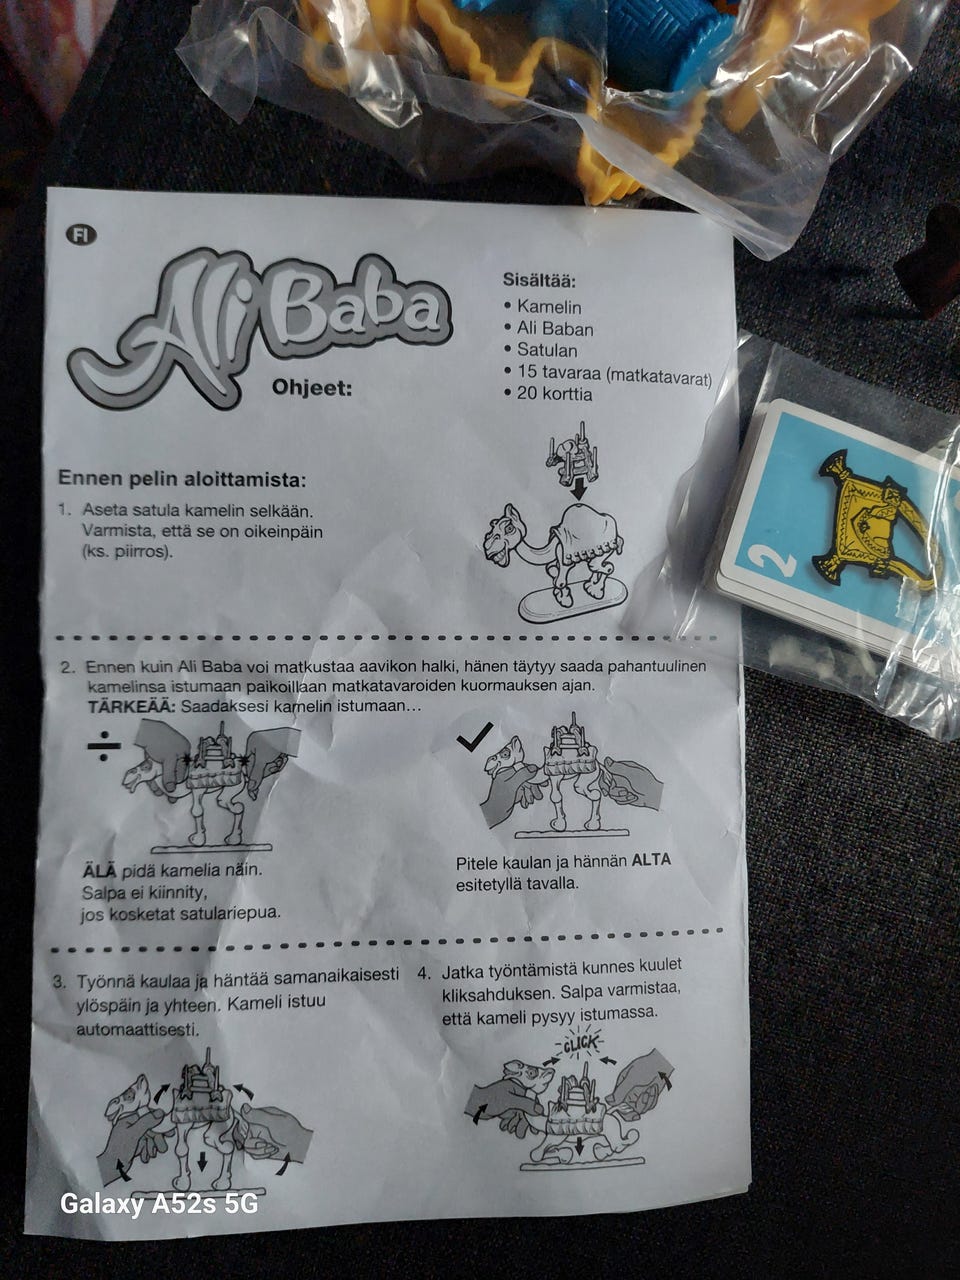 FI
Ali Baba
Ohjeet:
Sisältää:
• Kamelin
• Ali Baban
• Satulan
• 15 tavaraa (matkatavarat)
• 20 korttia
Ennen pelin aloittamista:
1. Aseta satula kamelin selkään.
Varmista, että se on oikeinpäin
(ks. piirros).
2
2. Ennen kuin Ali Baba voi matkustaa aavikon halki, hänen täytyy saada pahantuulinen
kamelinsa istumaan paikoillaan matkatavaroiden kuormauksen ajan.
TÄRKEÄÄ: Saadaksesi kamelin istumaan...
ÄLÄ pidä kamelia näin.
Salpa ei kiinnity,
jos kosketat satulariepua.
Pitele kaulan ja hännän ALTA
esitetyllä tavalla.
3. Työnnä kaulaa ja häntää samanaikaisesti
ylöspäin ja yhteen. Kameli istuu
automaattisesti.
4. Jatka työntämistä kunnes kuulet
kliksahduksen. Salpa varmistaa,
että kameli pysyy istumassa.
CLICK
Galaxy A52s 5G